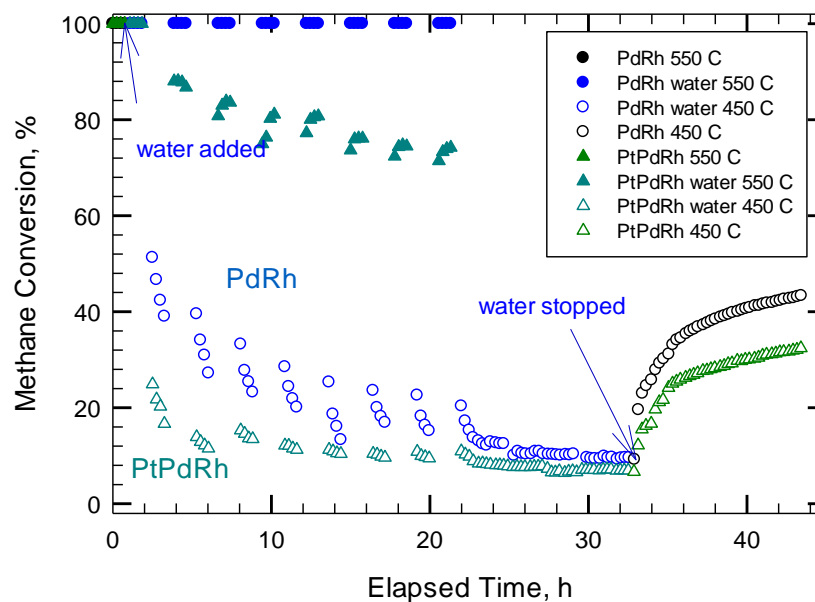 100
80
60
40
20
0
Methane Conversion, %
water added
PdRh
PtPdRh
water stopped
PdRh 550 C
PdRh water 550 C
PdRh water 450 C
PdRh 450 C
PtPdRh 550 C
PtPdRh water 550 C
PtPdRh water 450 C
PtPdRh 450 C
0 10 20 30 40
Elapsed Time, h